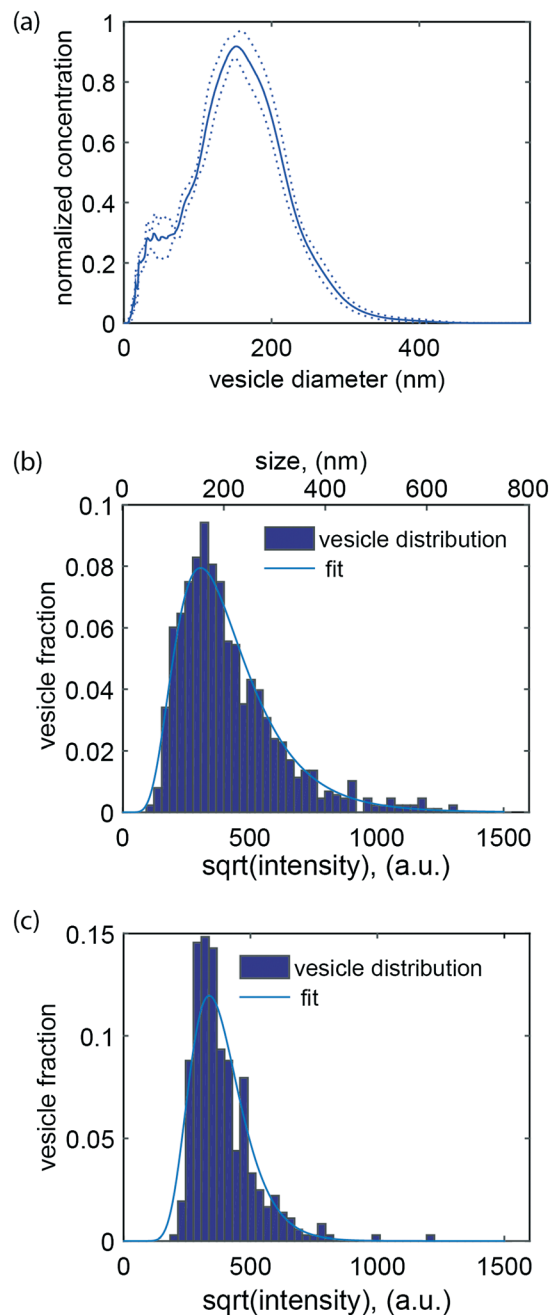 (a)
1
0.8
0.6
0.4
0.2
0
normalized concentration
0 200 400
vesicle diameter (nm)
(b)
size, (nm)
0 200 400 600 800
0.1
0.08
0.06
0.04
0.02
0
vesicle fraction
vesicle distribution
fit
0 500 1000 1500
sqrt(intensity), (a.u.)
(c)
0.15
0.1
0.05
0
vesicle fraction
vesicle distribution
fit
0 500 1000 1500
sqrt(intensity), (a.u.)